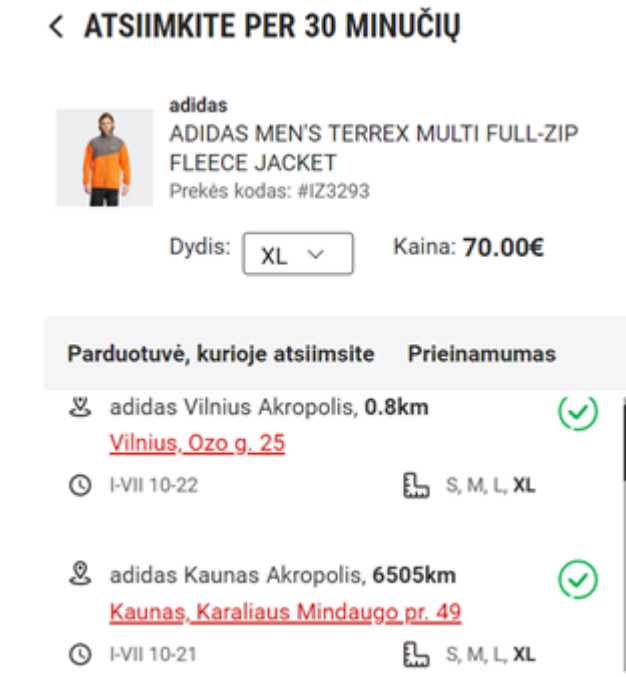 ATSIIMKITE PER 30 MINUČIŲ
adidas
ADIDAS MEN'S TERREX MULTI FULL-ZIP
FLEECE JACKET
Prekės kodas: #IZ3293
Dydis: XL Kaina: 70.00€
Parduotuvė, kurioje atsiimsite Prieinamumas
adidas Vilnius Akropolis, 0.8km
Vilnius, Ozo g. 25
I-VII 10-22 S, M, L, XL
adidas Kaunas Akropolis, 6505km
Kaunas, Karaliaus Mindaugo pr. 49
I-VII 10-21 S, M, L, XL